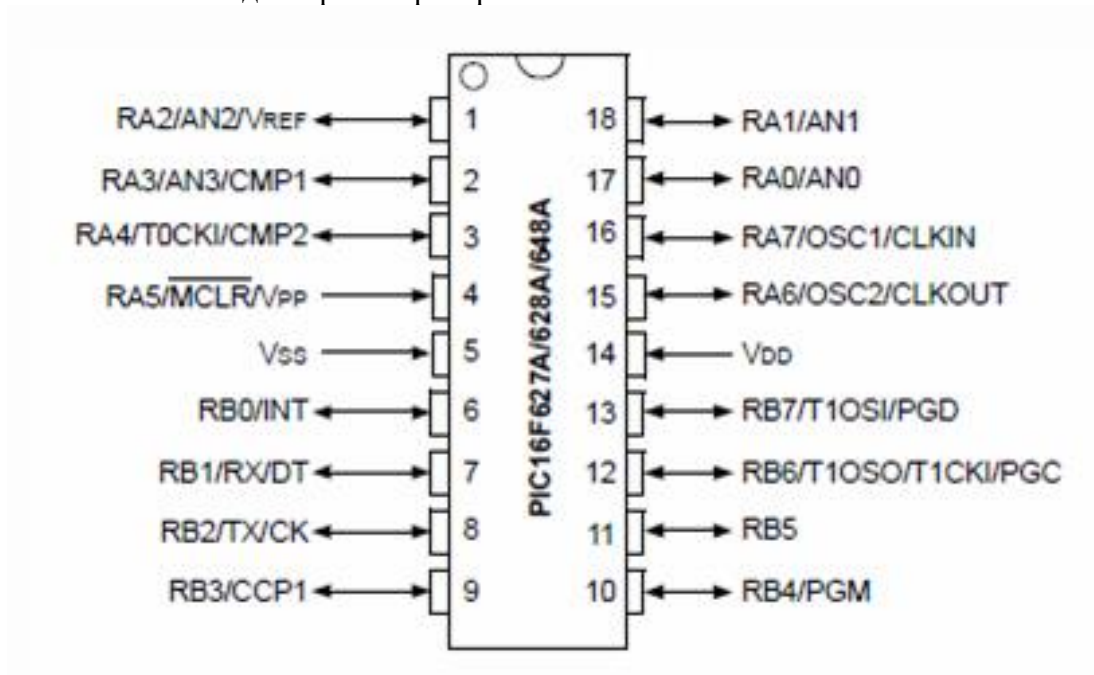 RA2/AN2/VREF 1 18 RA1/AN1
RA3/AN3/CMP1 2 17 RA0/AN0
RA4/T0CKI/CMP2 3 16 RA7/OSC1/CLKIN
RA5/MCLR/VPP 4 15 RA6/OSC2/CLKOUT
VSS 5 14 VDD
RB0/INT 6 13 RB7/T1OSI/PGD
RB1/RX/DT 7 12 RB6/T1OSO/T1CKI/PGC
RB2/TX/CK 8 11 RB5
RB3/CCP1 9 10 RB4/PGM
PIC16F627A/628A/648A